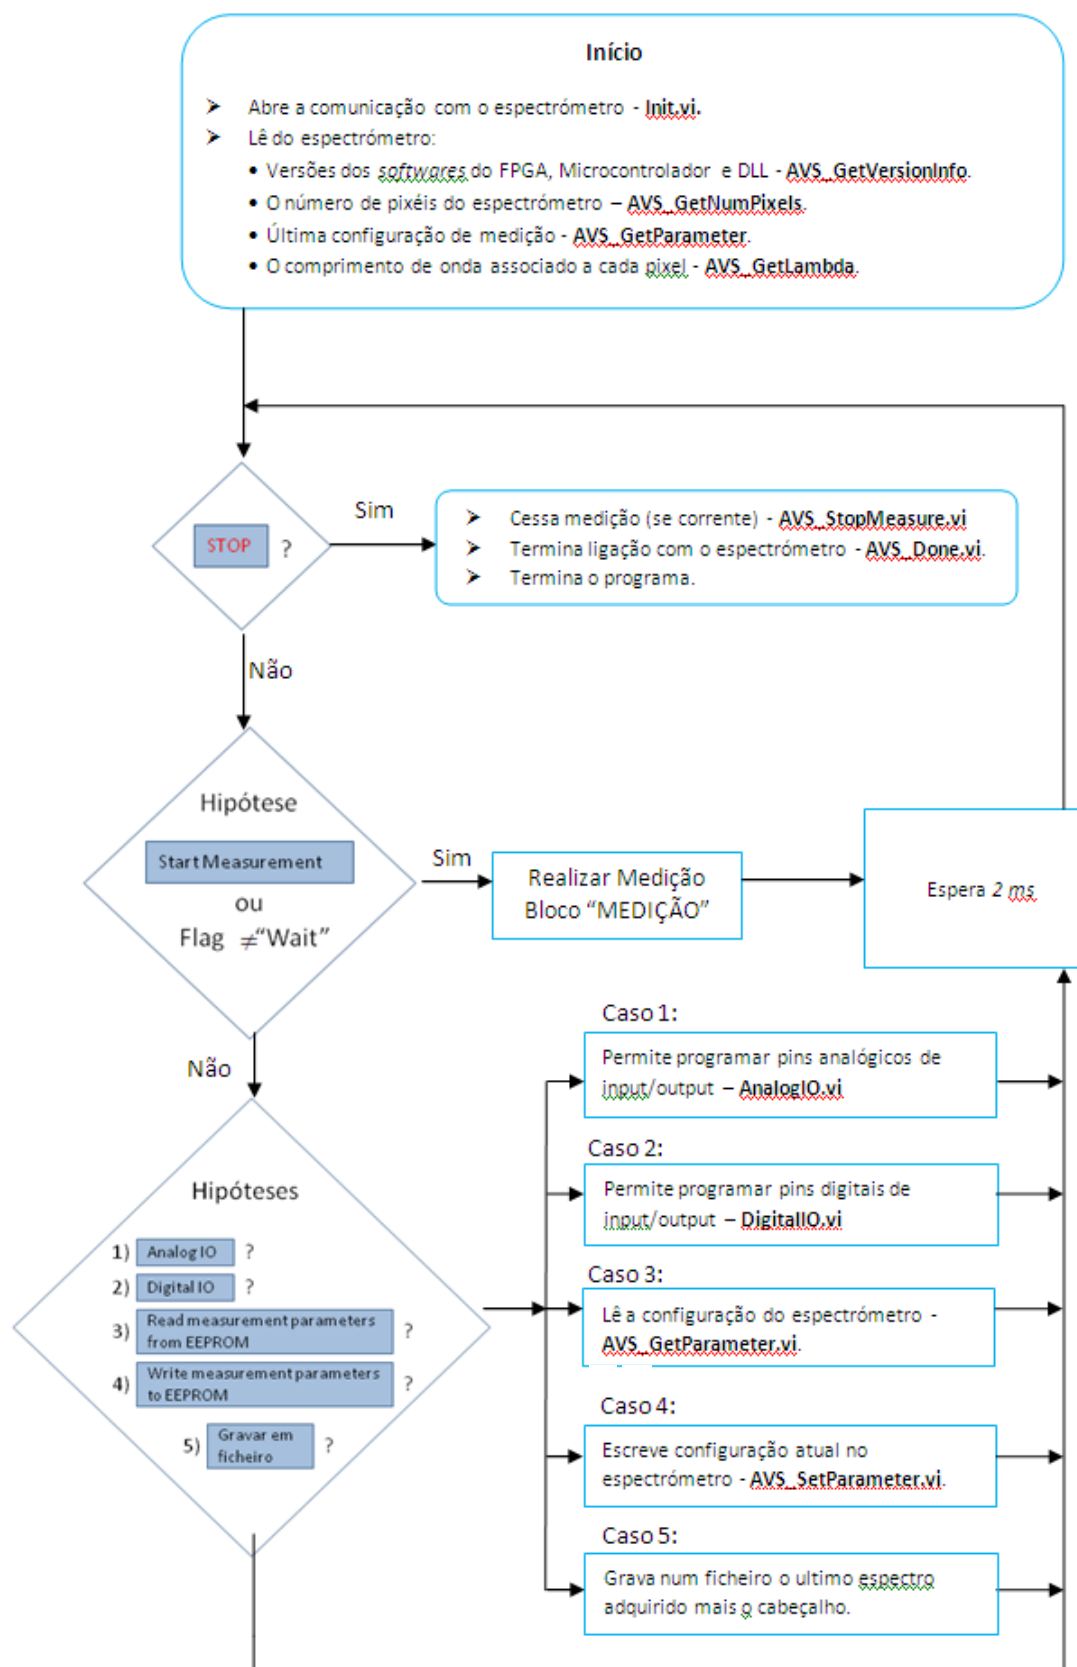 Início
➢ Abre a comunicação com o espectrómetro - Init.vi.
➢ Lê do espectrómetro:
• Versões dos softwares do FPGA, Microcontrolador e DLL - AVS_GetVersionInfo.
• O número de pixéis do espectrómetro – AVS_GetNumPixels.
• Última configuração de medição - AVS_GetParameter.
• O comprimento de onda associado a cada pixel - AVS_GetLambda.
STOP ?
Sim
➢ Cessa medição (se corrente) - AVS_StopMeasure.vi
➢ Termina ligação com o espectrómetro - AVS_Done.vi.
➢ Termina o programa.
Não
Hipótese
Start Measurement
ou
Flag ≠“Wait”
Sim
Realizar Medição
Bloco “MEDIÇÃO”
Espera 2 ms
Não
Hipóteses
1) Analog IO ?
2) Digital IO ?
3) Read measurement parameters
from EEPROM ?
4) Write measurement parameters
to EEPROM ?
5) Gravar em
ficheiro ?
Caso 1:
Permite programar pins analógicos de
input/output – AnalogIO.vi
Caso 2:
Permite programar pins digitais de
input/output – DigitalIO.vi
Caso 3:
Lê a configuração do espectrómetro -
AVS_GetParameter.vi.
Caso 4:
Escreve configuração atual no
espectrómetro - AVS_SetParameter.vi.
Caso 5:
Grava num ficheiro o ultimo espectro
adquirido mais o cabeçalho.